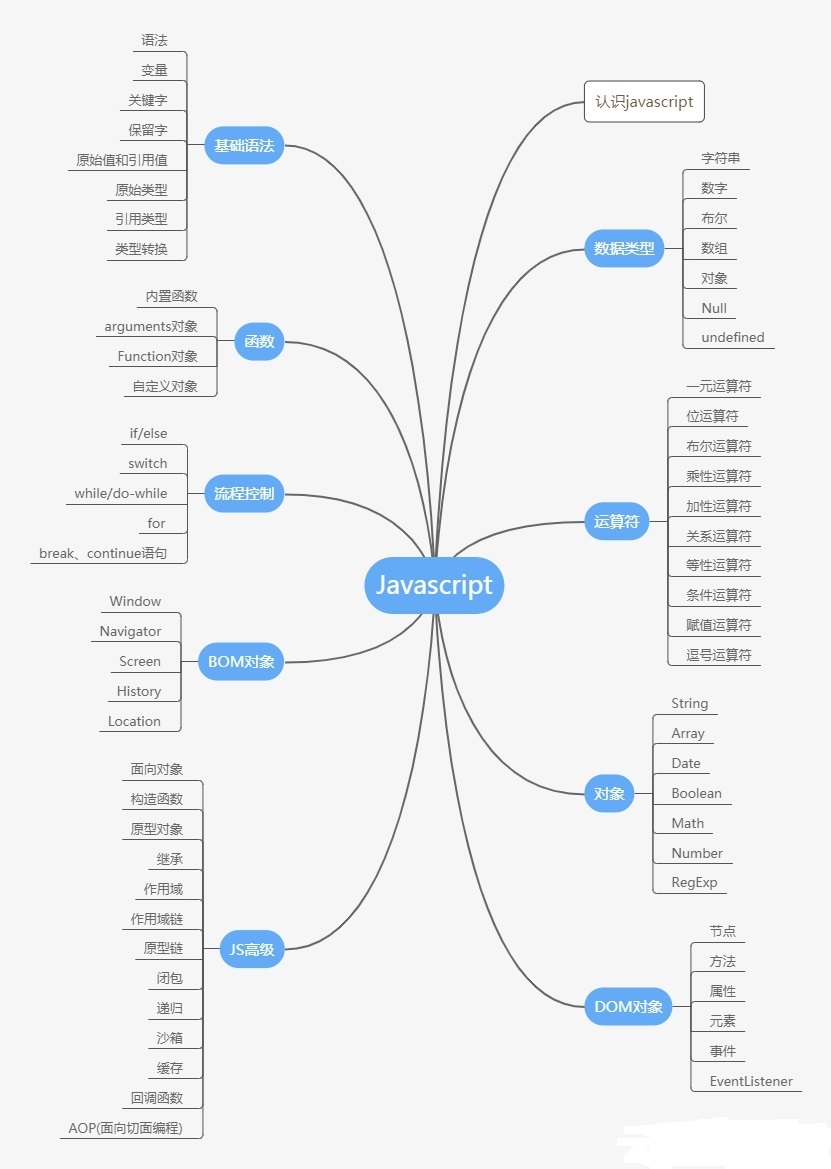 Javascript
认识javascript
数据类型
字符串
数字
布尔
数组
对象
Null
undefined
运算符
一元运算符
位运算符
布尔运算符
乘性运算符
加性运算符
关系运算符
等性运算符
条件运算符
赋值运算符
逗号运算符
对象
String
Array
Date
Boolean
Math
Number
RegExp
DOM对象
节点
方法
属性
元素
事件
EventListener
基础语法
语法
变量
关键字
保留字
原始值和引用值
原始类型
引用类型
类型转换
函数
内置函数
arguments对象
Function对象
自定义对象
流程控制
if/else
switch
while/do-while
for
break、continue语句
BOM对象
Window
Navigator
Screen
History
Location
JS高级
面向对象
构造函数
原型对象
继承
作用域
作用域链
原型链
闭包
递归
沙箱
缓存
回调函数
AOP(面向切面编程)